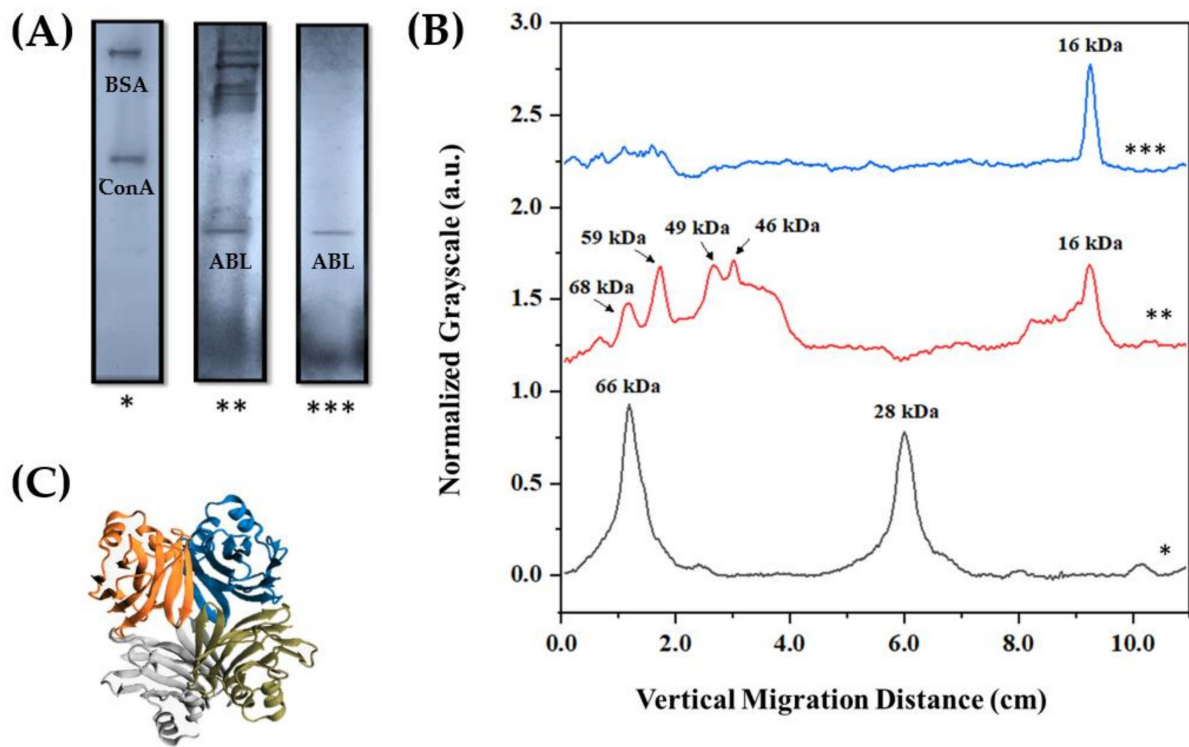 (A)
BSA
ConA
ABL
ABL
*
**
***
(B)
Normalized Grayscale (a.u.)
3.0
2.5
2.0
1.5
1.0
0.5
0.0
16 kDa
***
59 kDa
49 kDa
46 kDa
16 kDa
68 kDa
**
66 kDa
28 kDa
*
0.0 2.0 4.0 6.0 8.0 10.0
Vertical Migration Distance (cm)
(C)